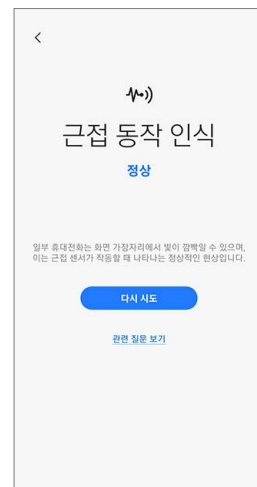 근접 동작 인식
정상
일부 휴대전화는 화면 가장자리에서 빛이 깜빡일 수 있으며,
이는 근접 센서가 작동할 때 나타나는 정상적인 현상입니다.
다시 시도
관련 질문 보기